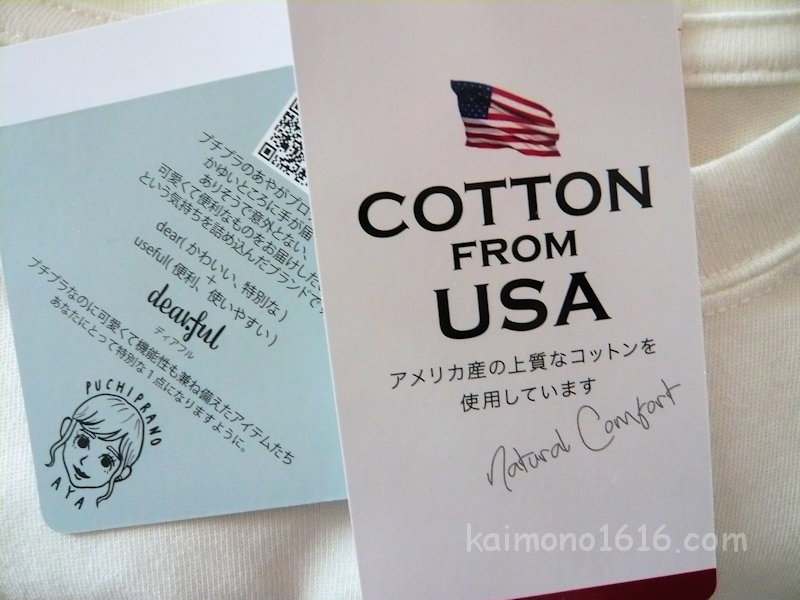 プチプラのあやがプロ
かゆいところに手が届
ありそうで意外とない、
可愛くて便利なものをお届けした
という気持ちを詰め込んだブランドで
dear(かわいい、特別な)
+
useful(便利、使いやすい)
dearful
ディアフル
プチプラなのに可愛くて機能性も兼ね備えたアイテムたち
あなたにとって特別な1点になりますように。
PUCHIPRANO
AYA
COTTON
FROM
USA
アメリカ産の上質なコットンを
使用しています
Natural Comfort
kaimono1616.com